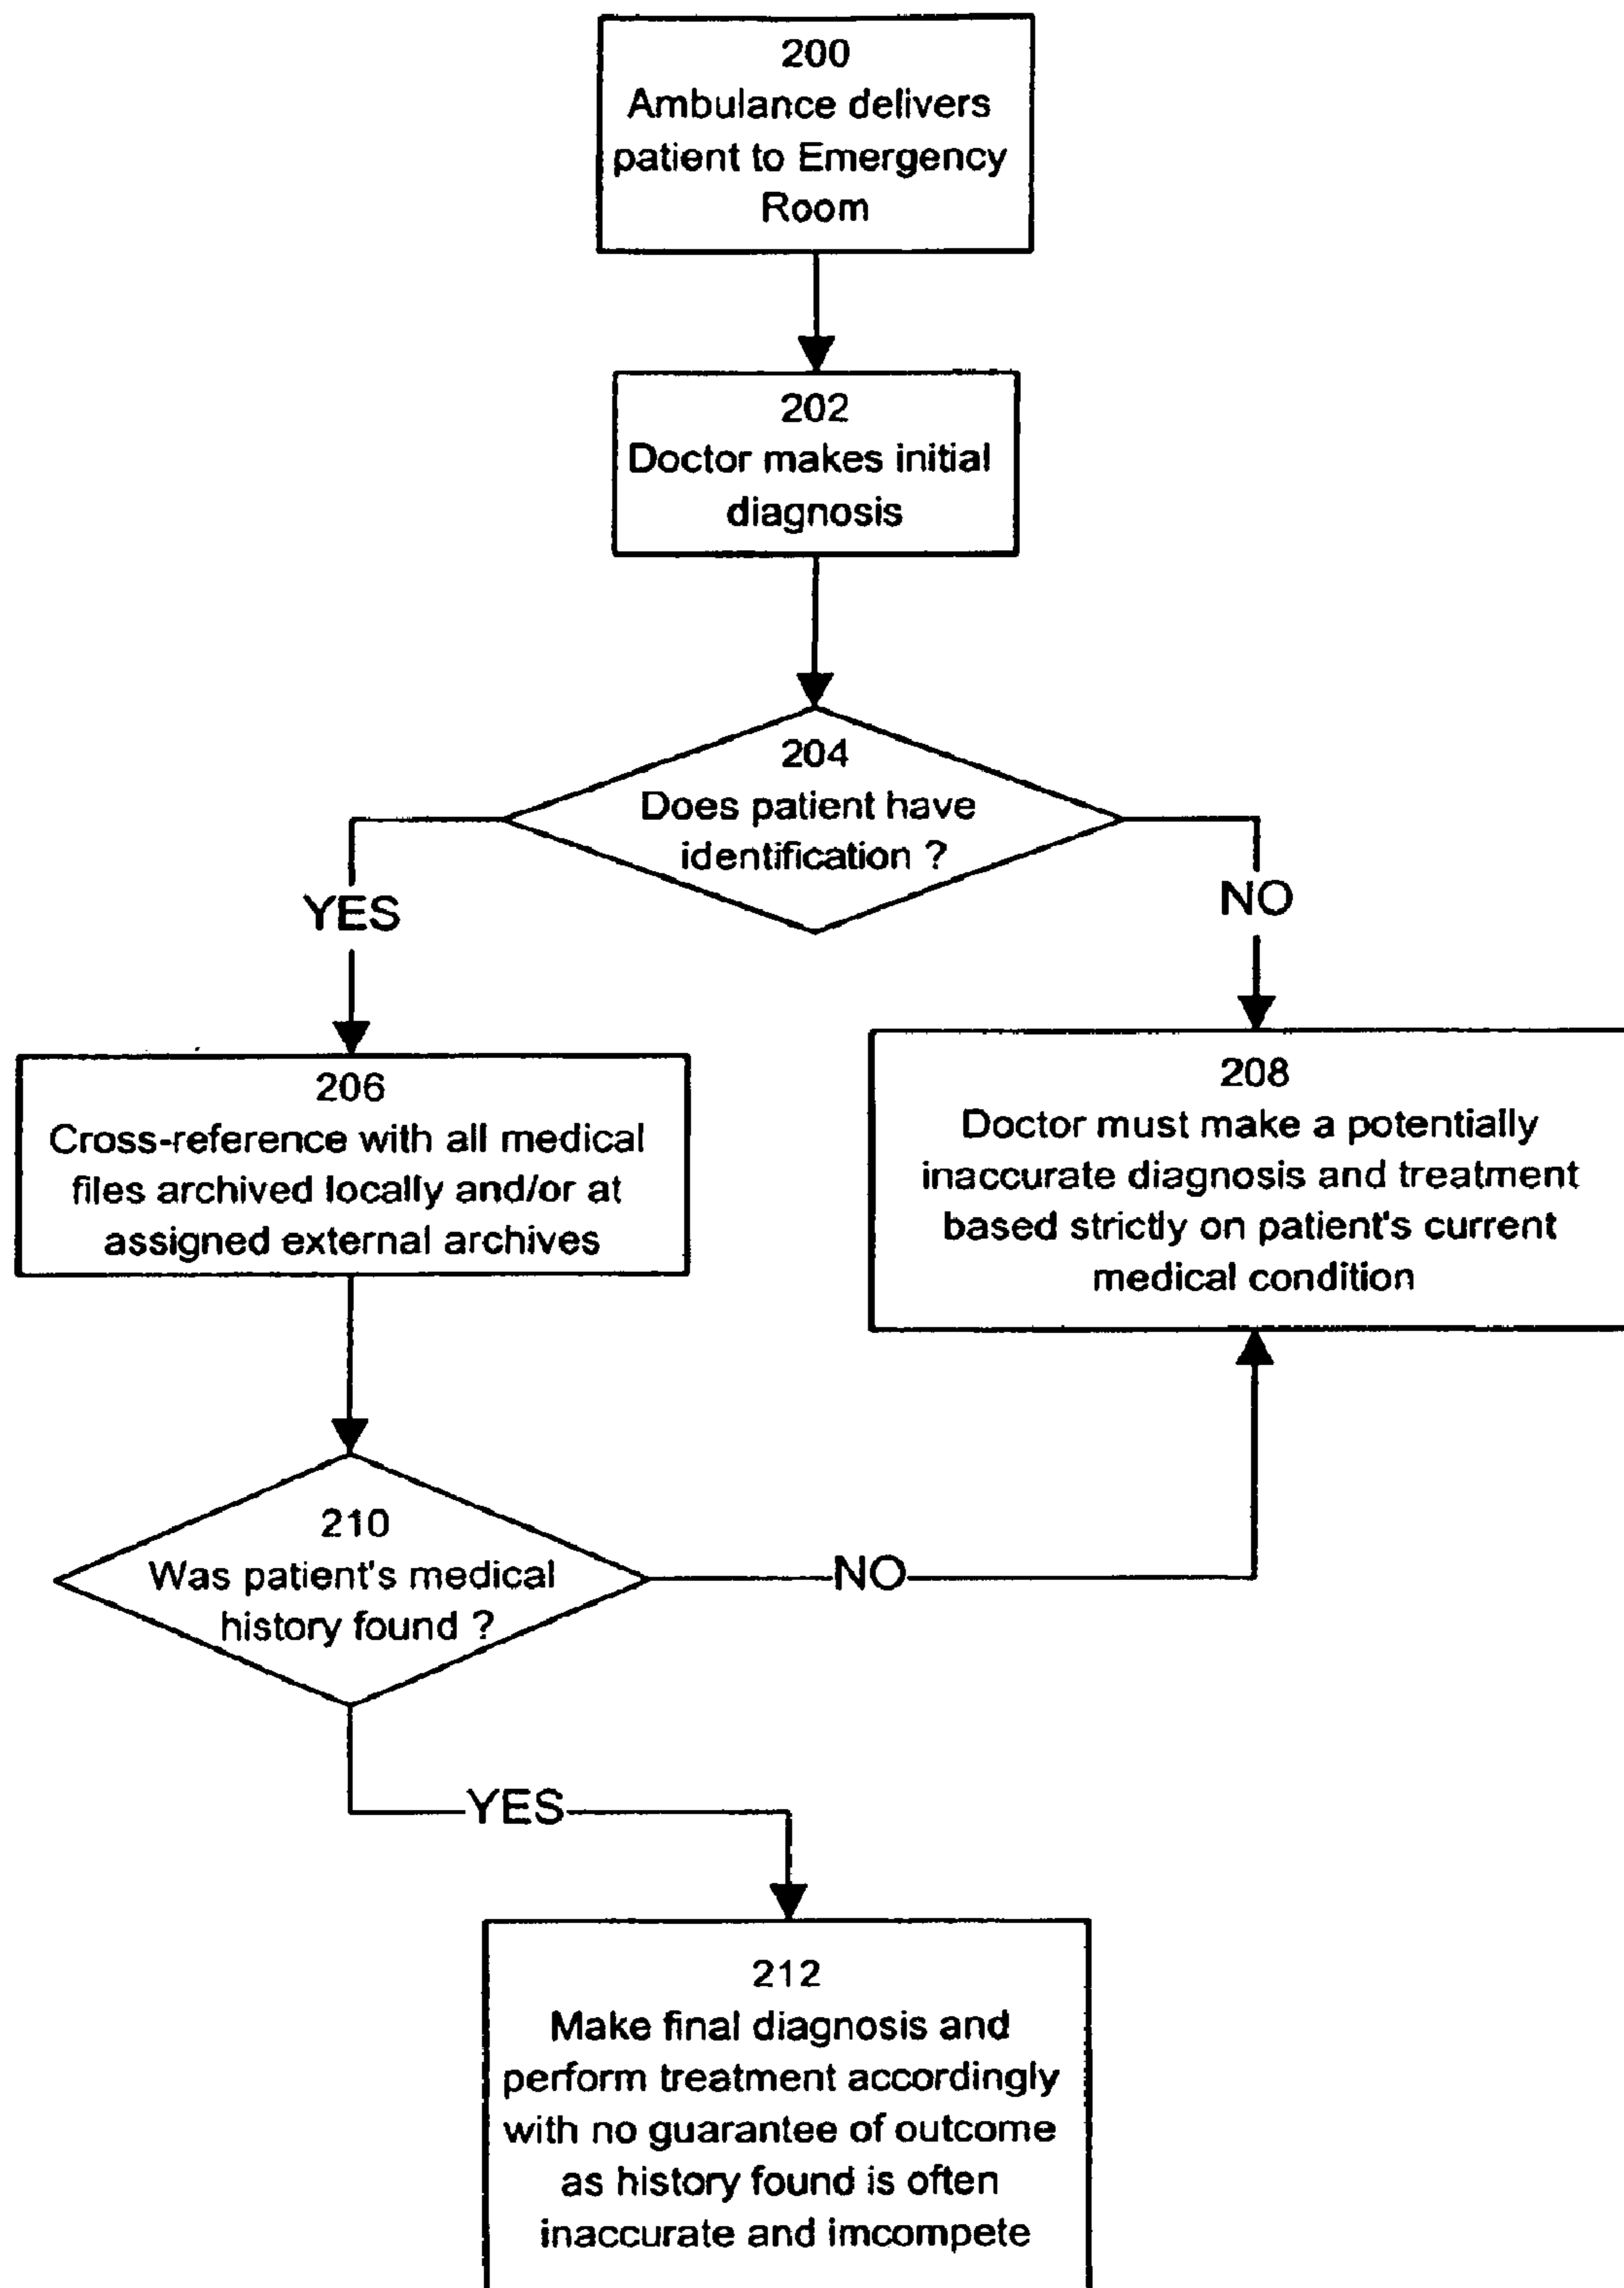 200
Ambulance delivers
patient to Emergency
Room
202
Doctor makes initial
diagnosis
204
Does patient have
identification ?
YES
NO
206
Cross-reference with all medical
files archived locally and/or at
assigned external archives
208
Doctor must make a potentially
inaccurate diagnosis and treatment
based strictly on patient's current
medical condition
210
Was patient's medical
history found ?
NO
YES
212
Make final diagnosis and
perform treatment accordingly
with no guarantee of outcome
as history found is often
inaccurate and imcompete